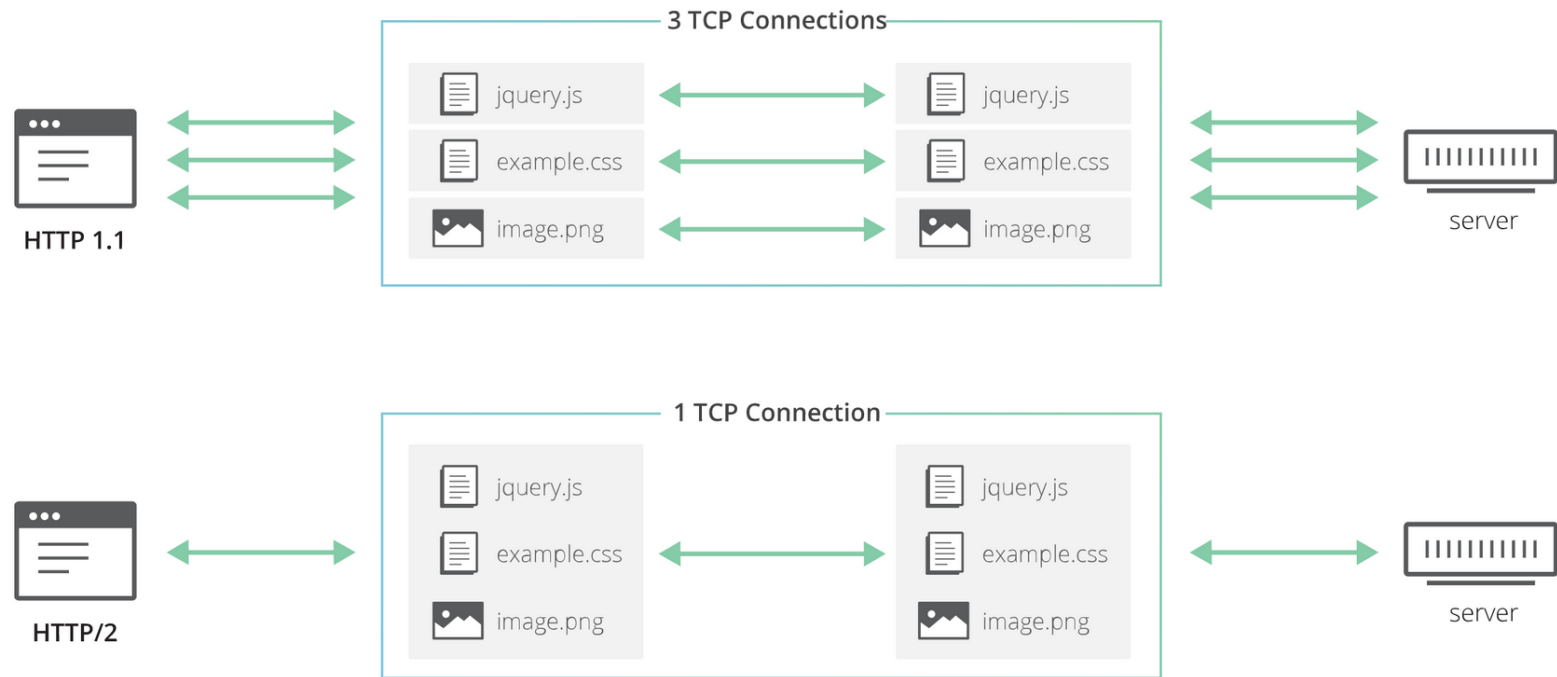 3 TCP Connections
jquery.js
jquery.js
example.css
example.css
image.png
image.png
HTTP 1.1
server
1 TCP Connection
jquery.js
jquery.js
example.css
example.css
image.png
image.png
HTTP/2
server